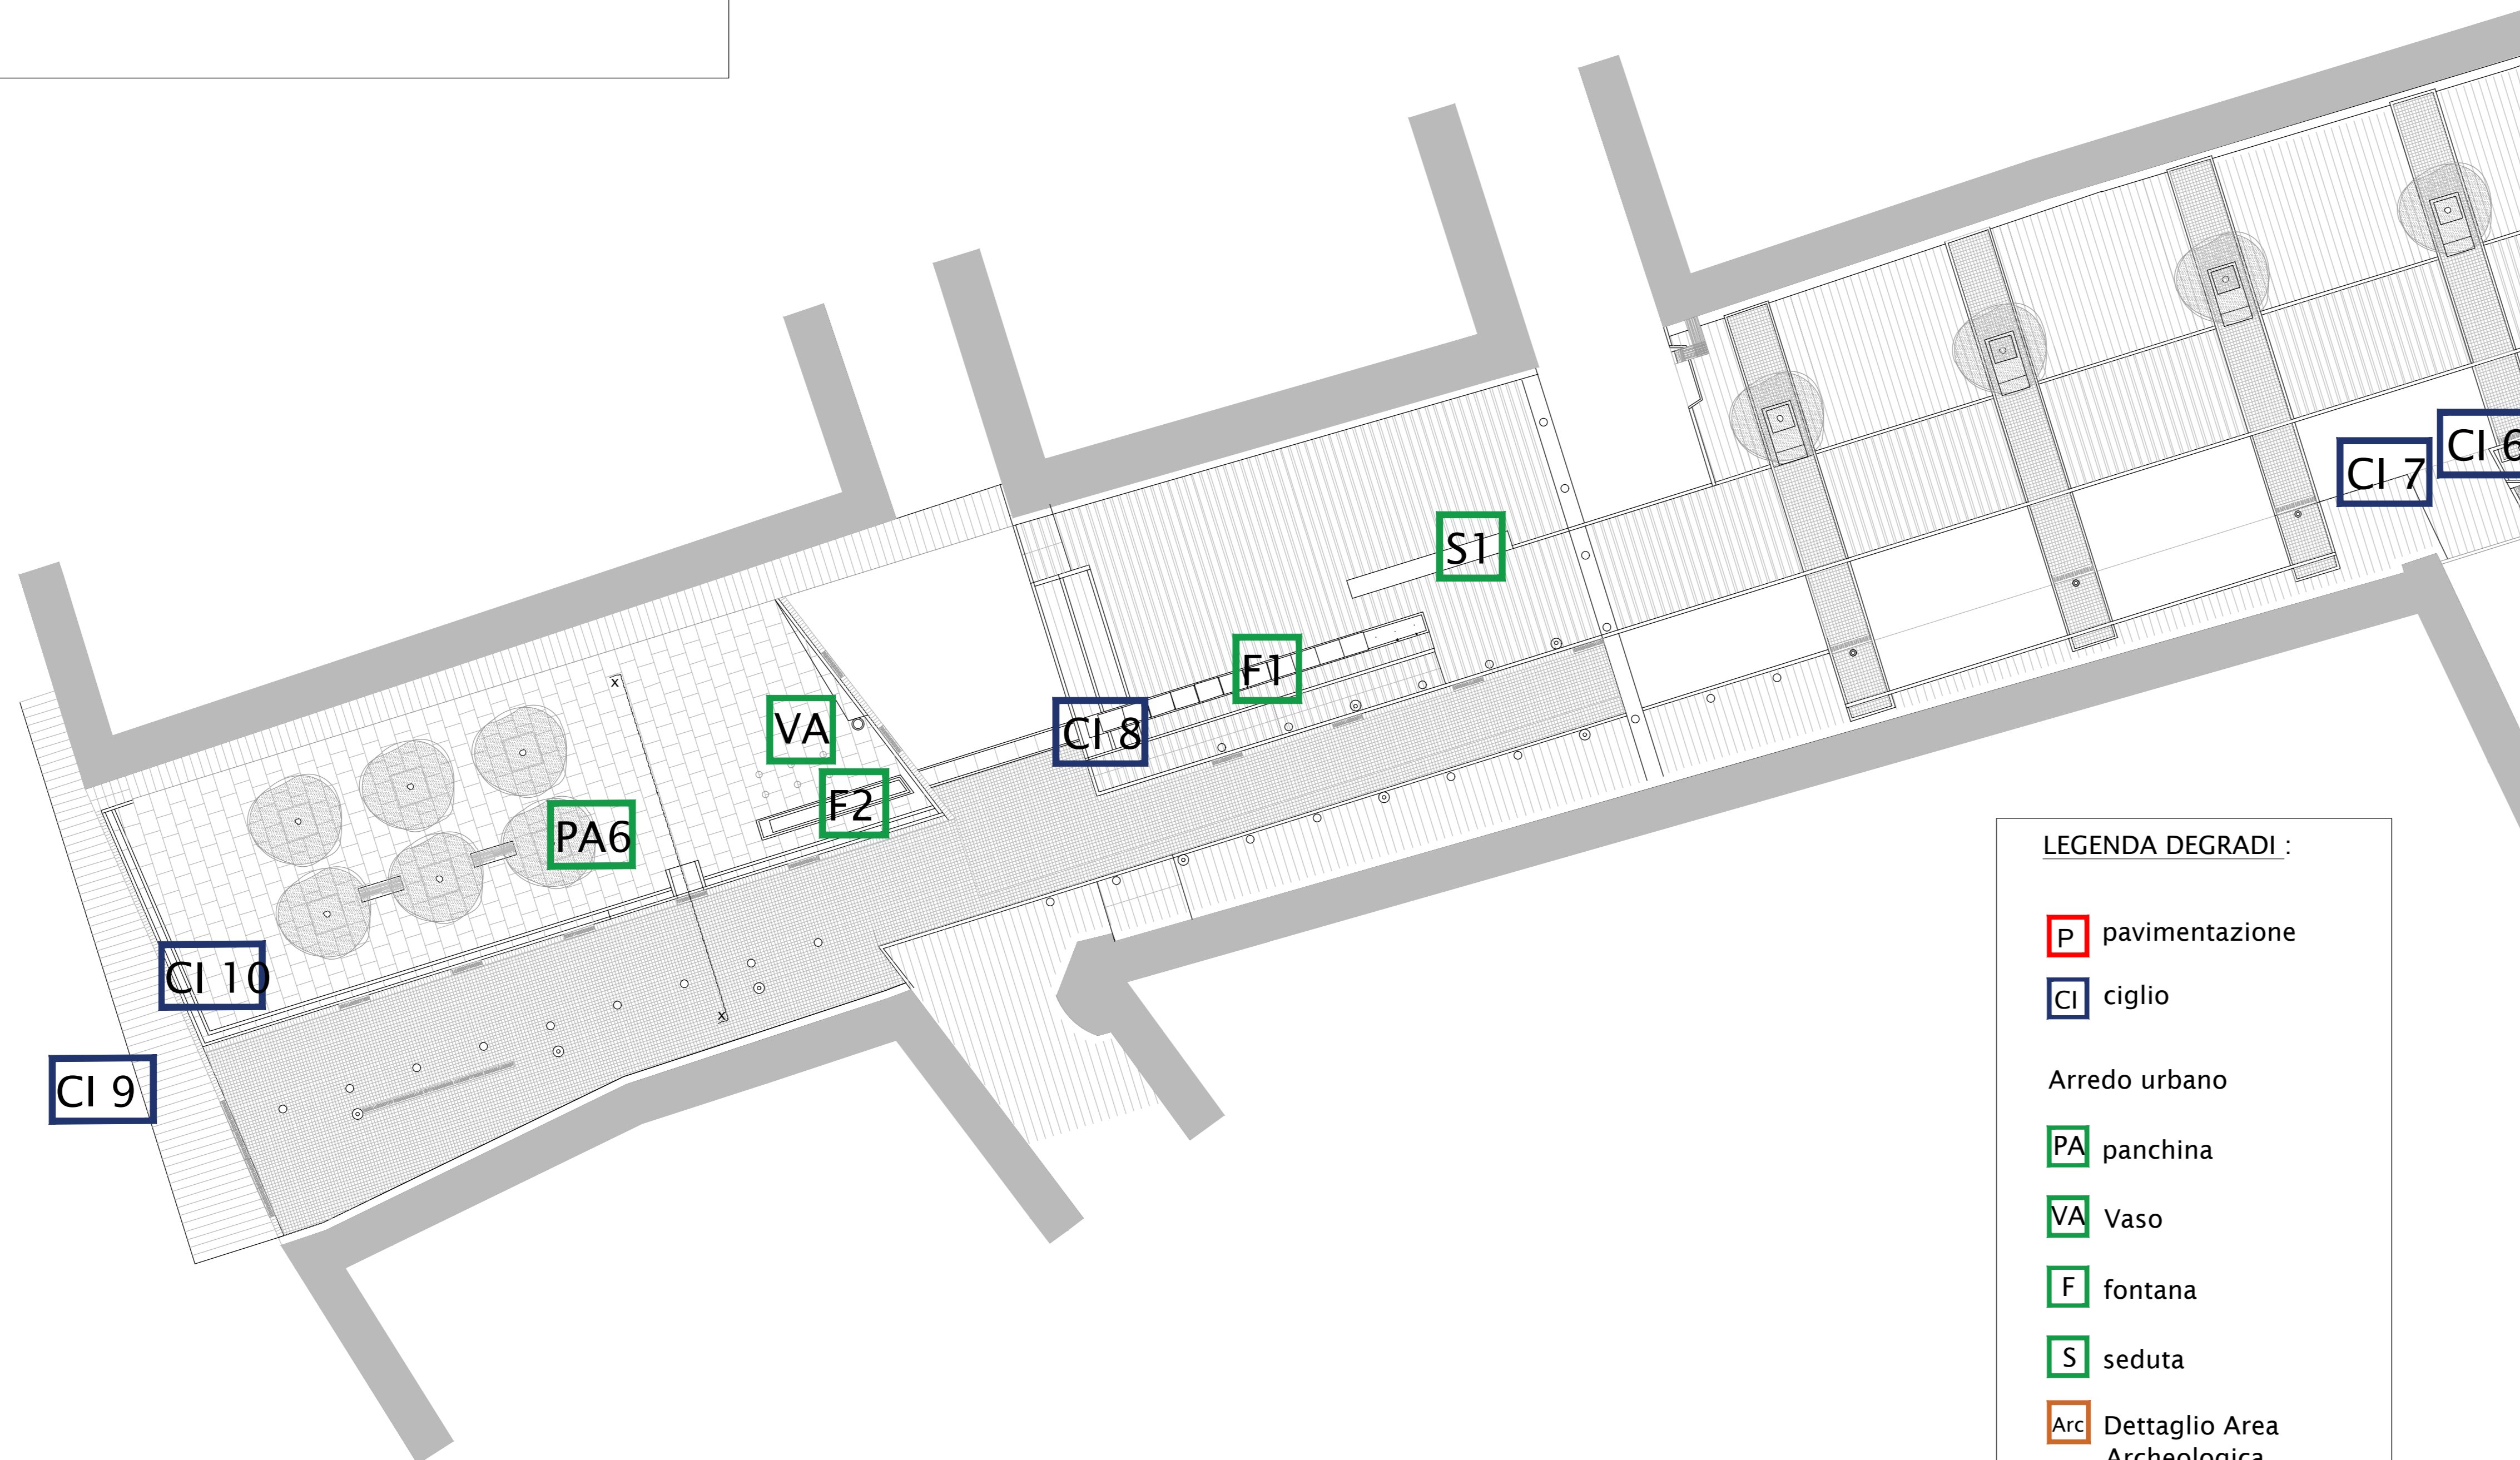 CI 6
CI 7
S1
F1
CI 8
x
VA
F2
PA6
CI 10
x
CI 9
LEGENDA DEGRADI :
P pavimentazione
CI ciglio
Arredo urbano
PA panchina
VA Vaso
F fontana
S seduta
Arc Dettaglio Area
Archeologica